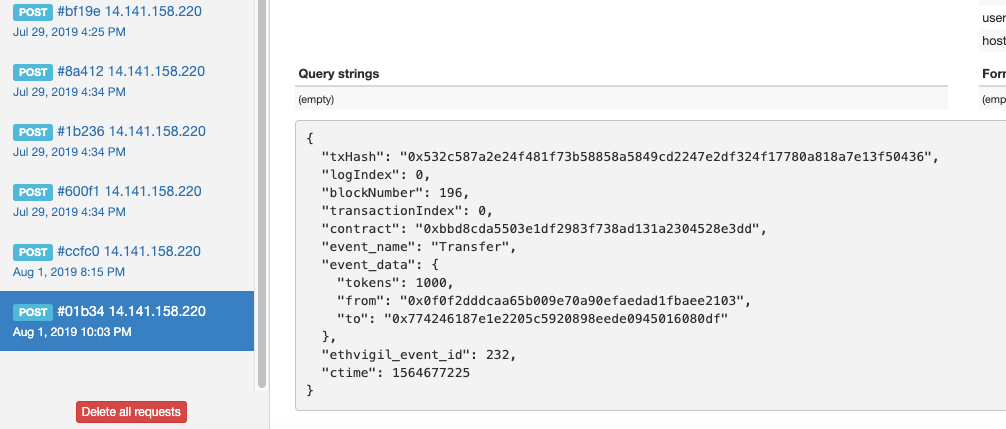 POST #bf19e 14.141.158.220
Jul 29, 2019 4:25 PM
POST #8a412 14.141.158.220
Jul 29, 2019 4:34 PM
POST #1b236 14.141.158.220
Jul 29, 2019 4:34 PM
POST #600f1 14.141.158.220
Jul 29, 2019 4:34 PM
POST #ccfc0 14.141.158.220
Aug 1, 2019 8:15 PM
POST #01b34 14.141.158.220
Aug 1, 2019 10:03 PM
Delete all requests
user
host
Query strings
(empty)
{
"txHash": "0x532c587a2e24f481f73b58858a5849cd2247e2df324f17780a818a7e13f50436",
"logIndex": 0,
"blockNumber": 196,
"transactionIndex": 0,
"contract": "0xbbd8cda5503e1df2983f738ad131a2304528e3dd",
"event_name": "Transfer",
"event_data": {
"tokens": 1000,
"from": "0x0f0f2dddcaa65b009e70a90efaedad1fbaee2103",
"to": "0x774246187e1e2205c5920898eede0945016080df"
},
"ethvigil_event_id": 232,
"ctime": 1564677225
}